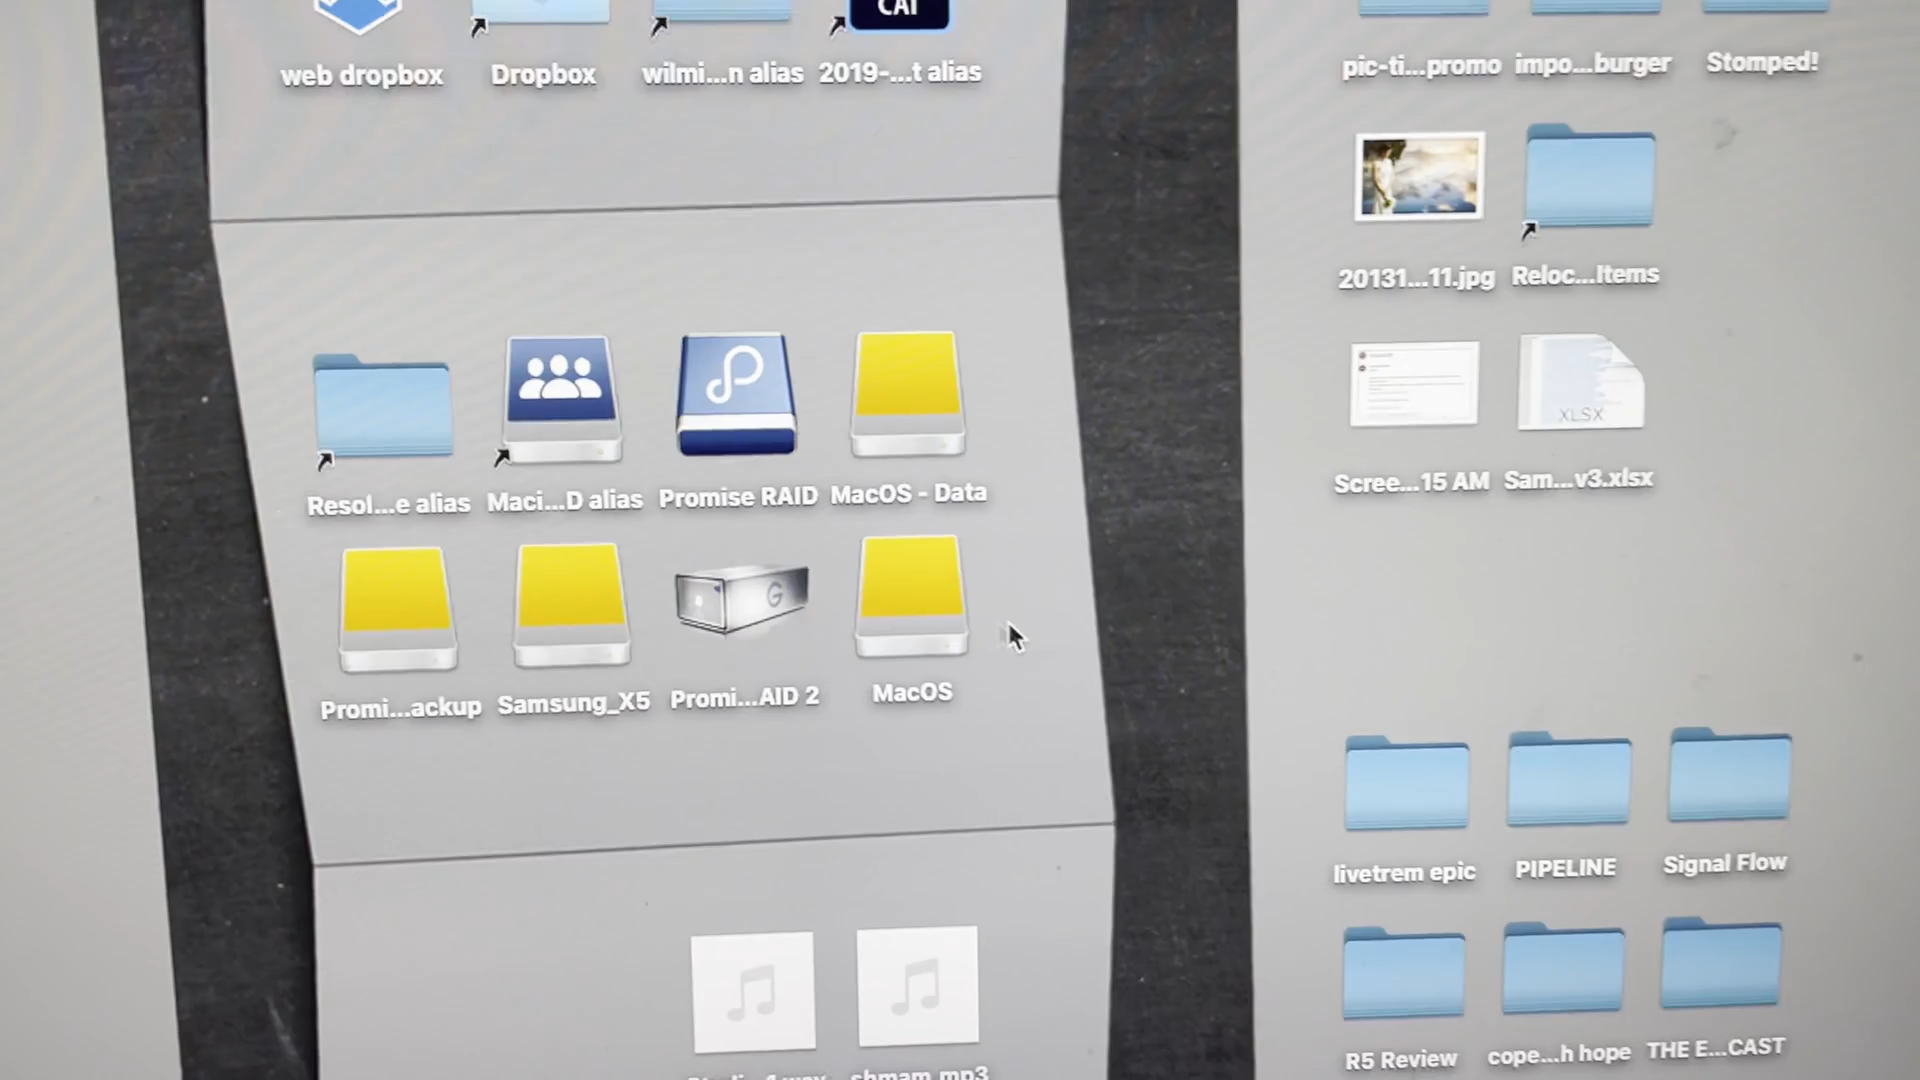 CAT
web dropbox
Dropbox
wilmi...n alias
2019-...t alias
pic-ti...promo
impo...burger
Stomped!
20131...11.jpg
Reloc...Items
XLSX
Scree...15 AM
Sam...v3.xlsx
Resol...e alias
Maci...D alias
Promise RAID
MacOS - Data
G
Promi...ackup
Samsung_X5
Promi...AID 2
MacOS
livetrem epic
PIPELINE
Signal Flow
R5 Review
cope...h hope
THE E...CAST
shmam.mp3